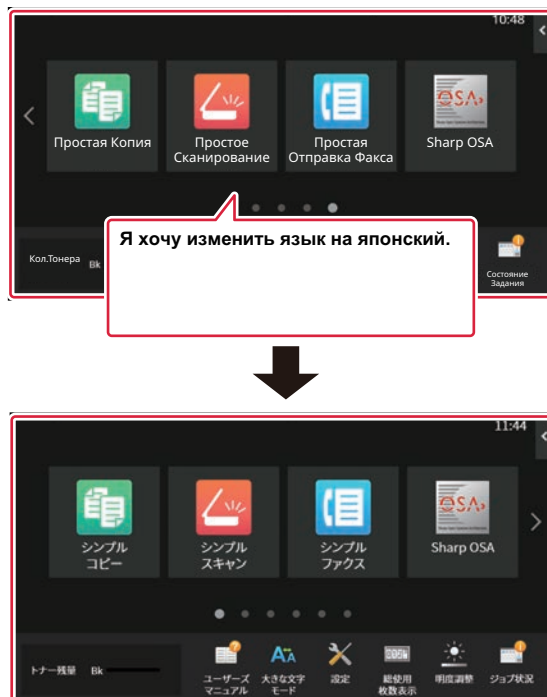 10:48
Простая Копия
Простое
Сканирование
Простая
Отправка Факса
Sharp OSA
Я хочу изменить язык на японский.
Кол.Тонера
Bk
Состояние
Задания
11:44
シンプル
コピー
シンプル
スキャン
シンプル
ファクス
Sharp OSA
トナー残量 Bk
ユーザーズ
マニュアル
大きな文字
モード
設定
総使用
枚数表示
明度調整
ジョブ状況